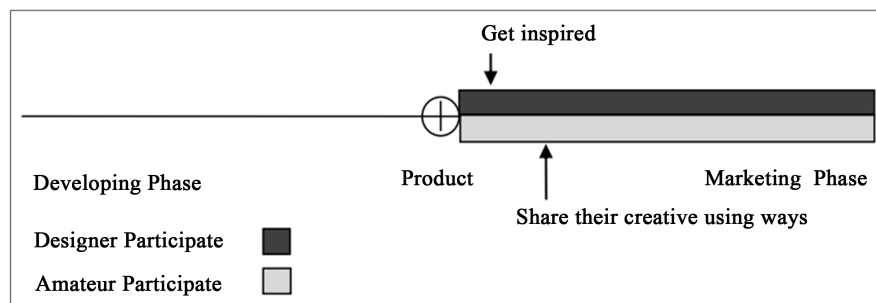 Get inspired
Developing Phase
Product
Marketing Phase
Share their creative using ways
Designer Participate
Amateur Participate